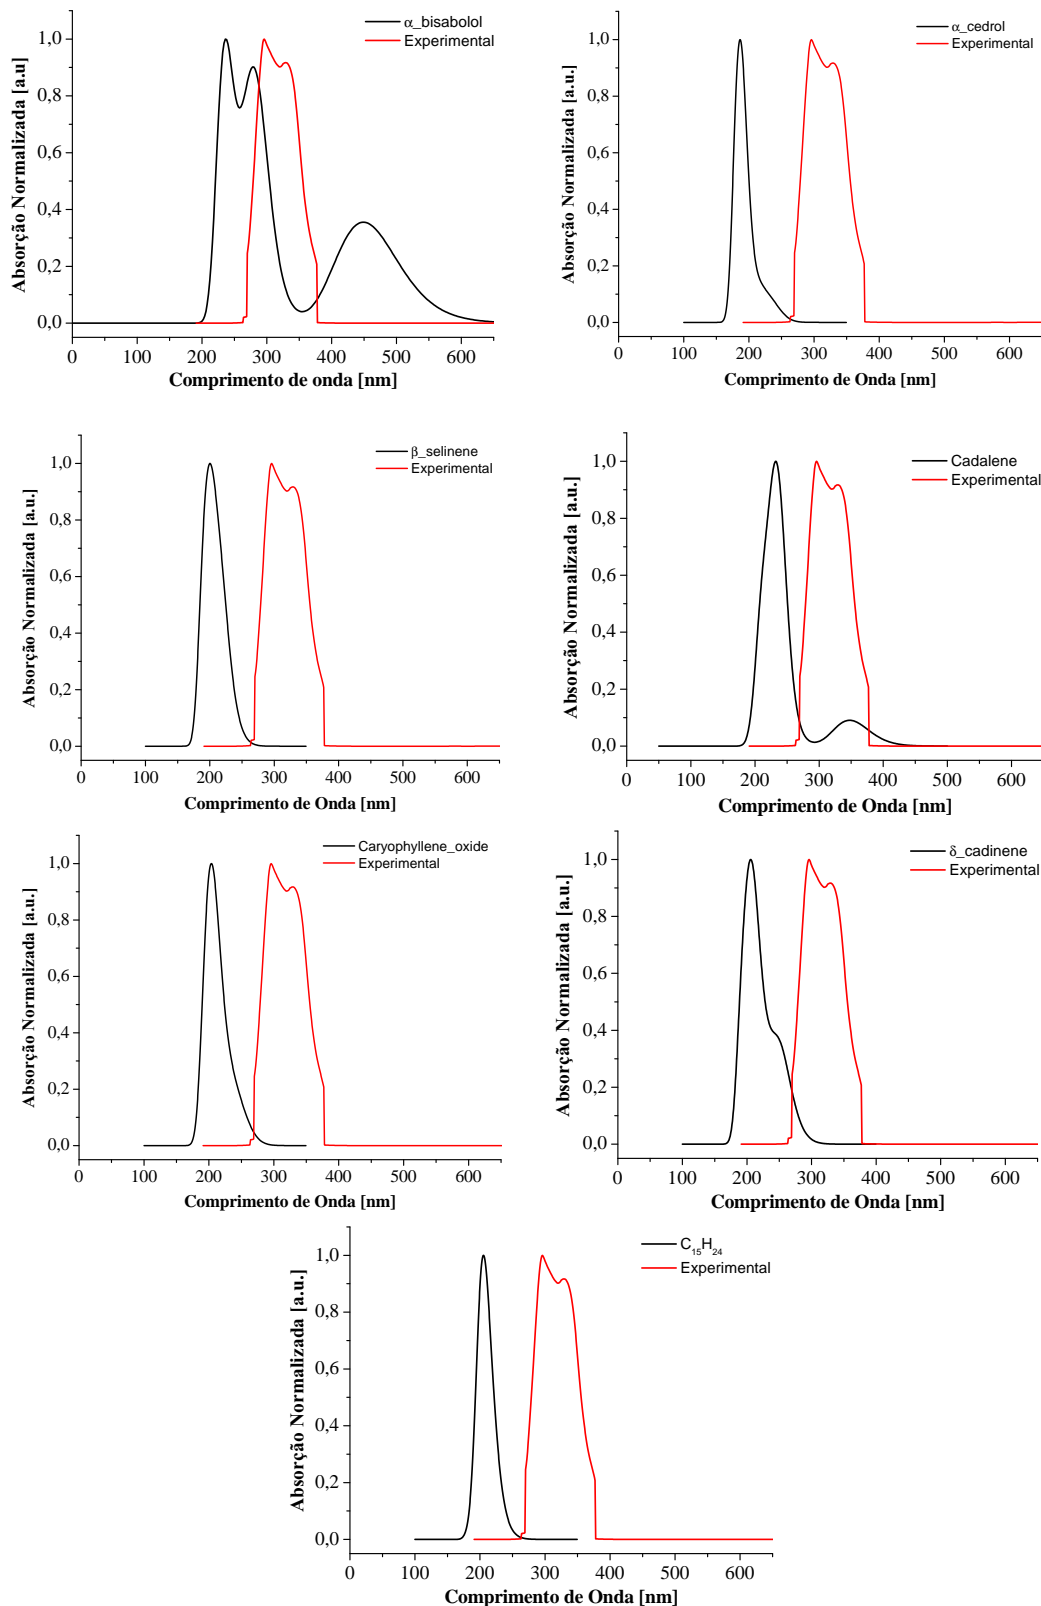 α_bisabolol
Experimental
Absorção Normalizada [a.u]
1,0
0,8
0,6
0,4
0,2
0,0
0 100 200 300 400 500 600
Comprimento de onda [nm]
α_cedrol
Experimental
Absorção Normalizada [a.u.]
1,0
0,8
0,6
0,4
0,2
0,0
0 100 200 300 400 500 600
Comprimento de Onda [nm]
β_selinene
Experimental
Absorção Normalizada [a.u.]
1,0
0,8
0,6
0,4
0,2
0,0
0 100 200 300 400 500 600
Comprimento de Onda [nm]
Cadalene
Experimental
Absorção Normalizada [a.u.]
1,0
0,8
0,6
0,4
0,2
0,0
0 100 200 300 400 500 600
Comprimento de Onda [nm]
Caryophyllene_oxide
Experimental
Absorção Normalizada [a.u.]
1,0
0,8
0,6
0,4
0,2
0,0
0 100 200 300 400 500 600
Comprimento de Onda [nm]
δ_cadinene
Experimental
Absorção Normalizada [a.u.]
1,0
0,8
0,6
0,4
0,2
0,0
0 100 200 300 400 500 600
Comprimento de Onda [nm]
C₁₅H₂₄
Experimental
Absorção Normalizada [a.u.]
1,0
0,8
0,6
0,4
0,2
0,0
0 100 200 300 400 500 600
Comprimento de Onda [nm]